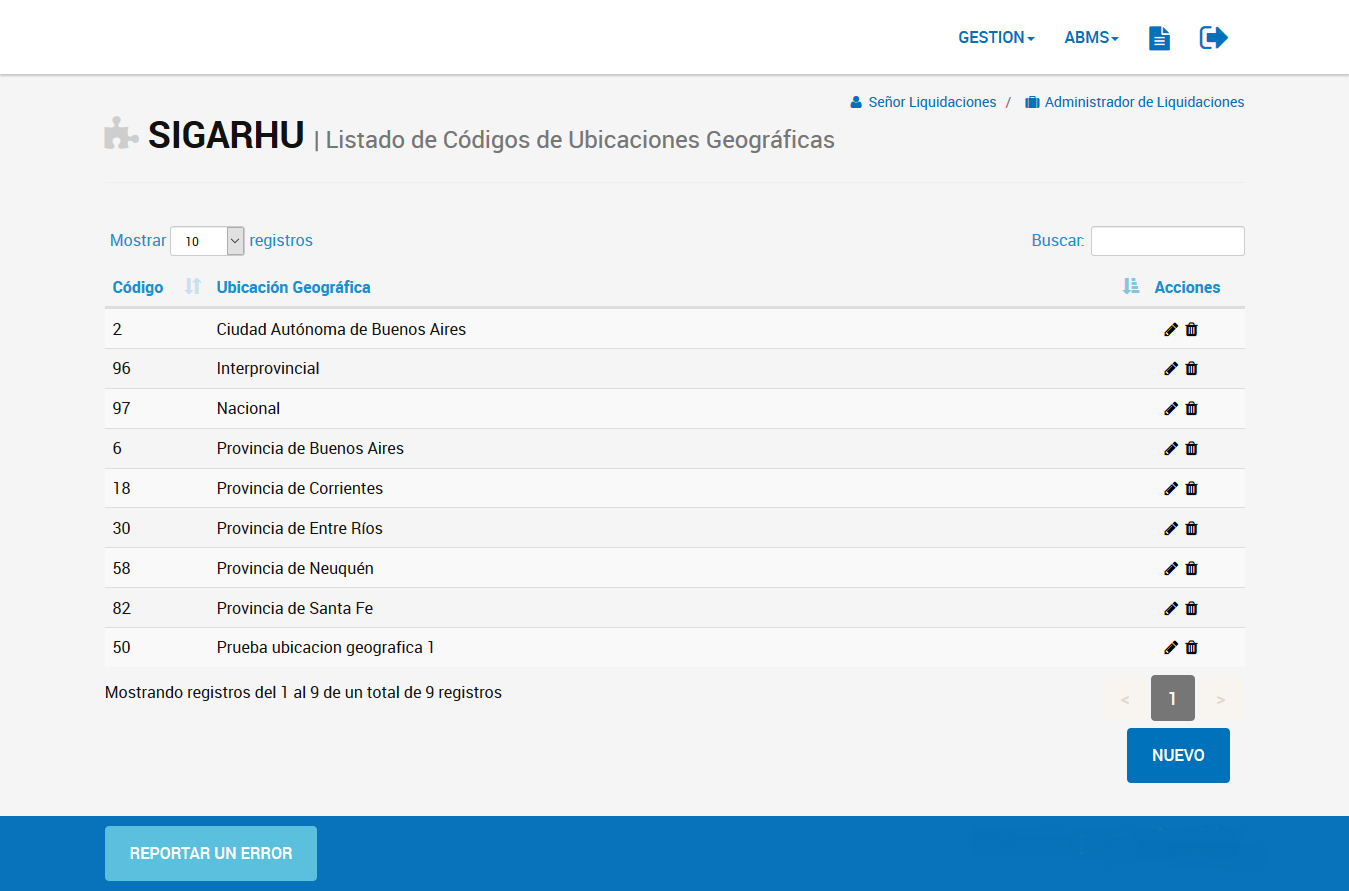 GESTION ABMS
Señor Liquidaciones / Administrador de Liquidaciones
SIGARHU | Listado de Códigos de Ubicaciones Geográficas
Mostrar 10 registros Buscar:
Código Ubicación Geográfica Acciones
2 Ciudad Autónoma de Buenos Aires
96 Interprovincial
97 Nacional
6 Provincia de Buenos Aires
18 Provincia de Corrientes
30 Provincia de Entre Ríos
58 Provincia de Neuquén
82 Provincia de Santa Fe
50 Prueba ubicacion geografica 1
Mostrando registros del 1 al 9 de un total de 9 registros
< 1 >
NUEVO
REPORTAR UN ERROR